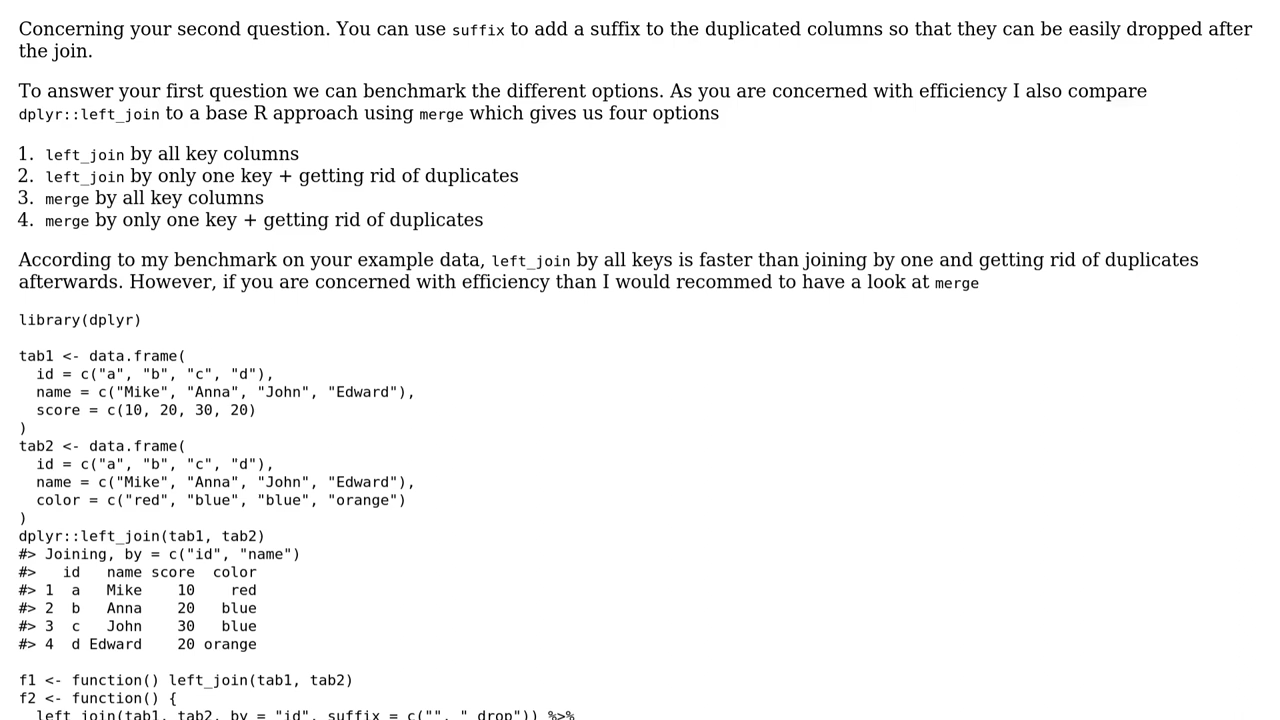 Concerning your second question. You can use suffix to add a suffix to the duplicated columns so that they can be easily dropped after
the join.
To answer your first question we can benchmark the different options. As you are concerned with efficiency I also compare
dplyr::left_join to a base R approach using merge which gives us four options
1. left_join by all key columns
2. left_join by only one key + getting rid of duplicates
3. merge by all key columns
4. merge by only one key + getting rid of duplicates
According to my benchmark on your example data, left_join by all keys is faster than joining by one and getting rid of duplicates
afterwards. However, if you are concerned with efficiency than I would recommed to have a look at merge
library(dplyr)
tab1 <- data.frame(
  id = c("a", "b", "c", "d"),
  name = c("Mike", "Anna", "John", "Edward"),
  score = c(10, 20, 30, 20)
)
tab2 <- data.frame(
  id = c("a", "b", "c", "d"),
  name = c("Mike", "Anna", "John", "Edward"),
  color = c("red", "blue", "blue", "orange")
)
dplyr::left_join(tab1, tab2)
#> Joining, by = c("id", "name")
#>   id   name score  color
#> 1  a   Mike    10    red
#> 2  b   Anna    20   blue
#> 3  c   John    30   blue
#> 4  d Edward    20 orange
f1 <- function() left_join(tab1, tab2)
f2 <- function() {
  left_join(tab1, tab2, by = "id", suffix = c("", "_drop")) %>%